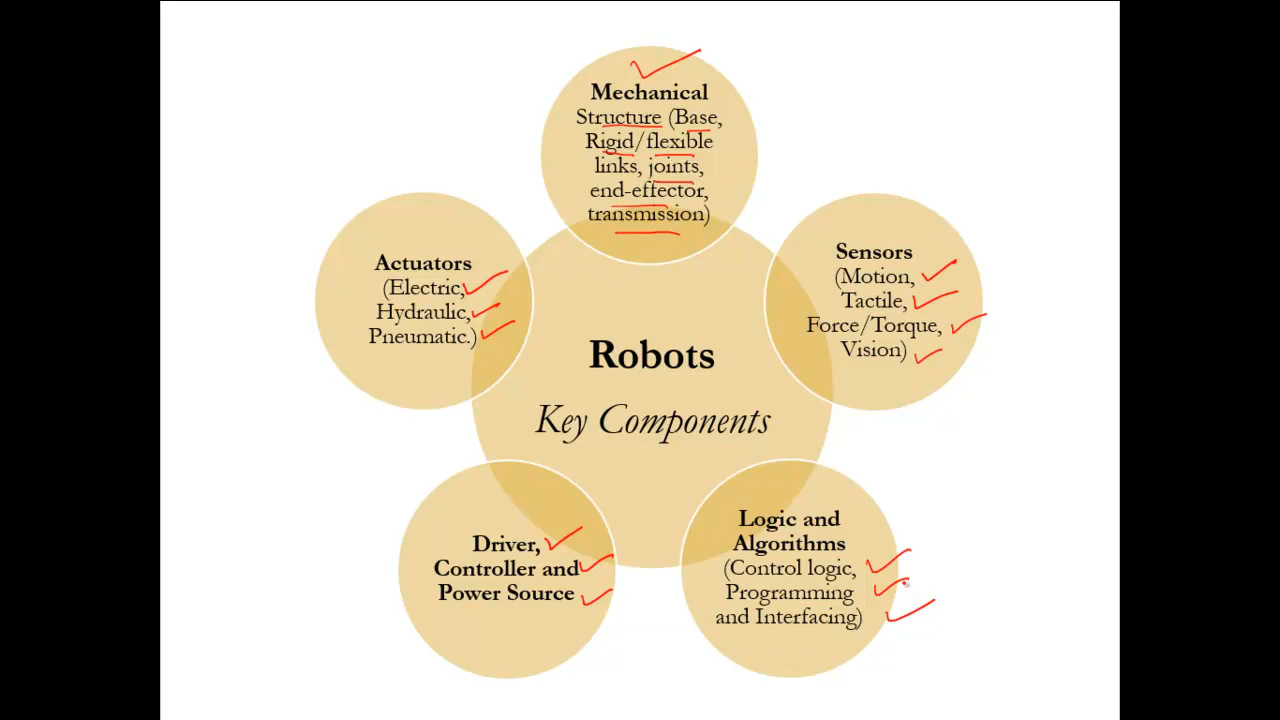 Mechanical
Structure (Base,
Rigid/flexible
links, joints,
end-effector,
transmission)
Actuators
(Electric,
Hydraulic,
Pneumatic.)
Sensors
(Motion,
Tactile,
Force/Torque,
Vision)
Robots
Key Components
Driver,
Controller and
Power Source
Logic and
Algorithms
(Control logic,
Programming
and Interfacing)